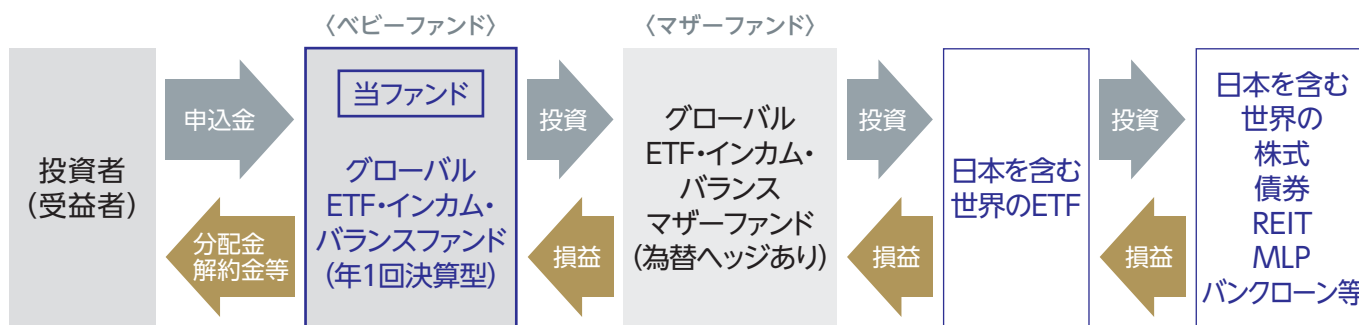 〈ベビーファンド〉
〈マザーファンド〉
投資者
(受益者)
申込金
分配金
解約金等
当ファンド
グローバル
ETF・インカム・
バランスファンド
(年1回決算型)
投資
損益
グローバル
ETF・インカム・
バランス
マザーファンド
(為替ヘッジあり)
投資
損益
日本を含む
世界のETF
投資
損益
日本を含む
世界の
株式
債券
REIT
MLP
バンクローン等